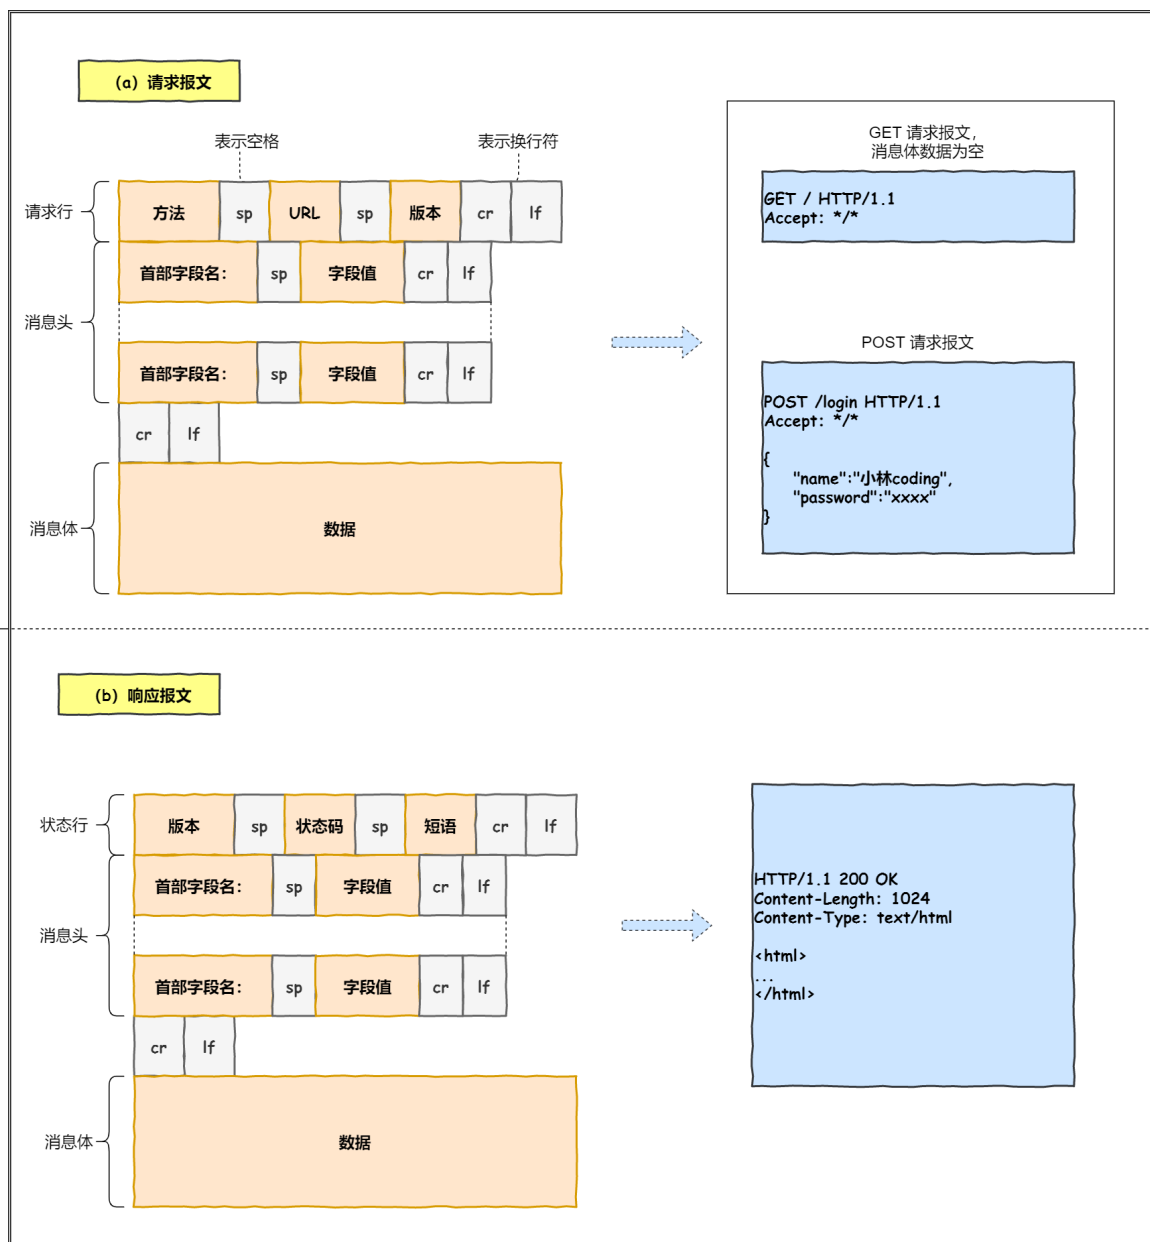 （a）请求报文
表示空格
表示换行符
请求行
方法 sp URL sp 版本 cr lf
消息头
首部字段名： sp 字段值 cr lf
首部字段名： sp 字段值 cr lf
cr lf
消息体
数据
GET 请求报文，
消息体数据为空
GET / HTTP/1.1
Accept: */*
POST 请求报文
POST /login HTTP/1.1
Accept: */*
{
"name":"小林coding",
"password":"xxxx"
}
（b）响应报文
状态行
版本 sp 状态码 sp 短语 cr lf
消息头
首部字段名： sp 字段值 cr lf
首部字段名： sp 字段值 cr lf
cr lf
消息体
数据
HTTP/1.1 200 OK
Content-Length: 1024
Content-Type: text/html
<html>
...
</html>